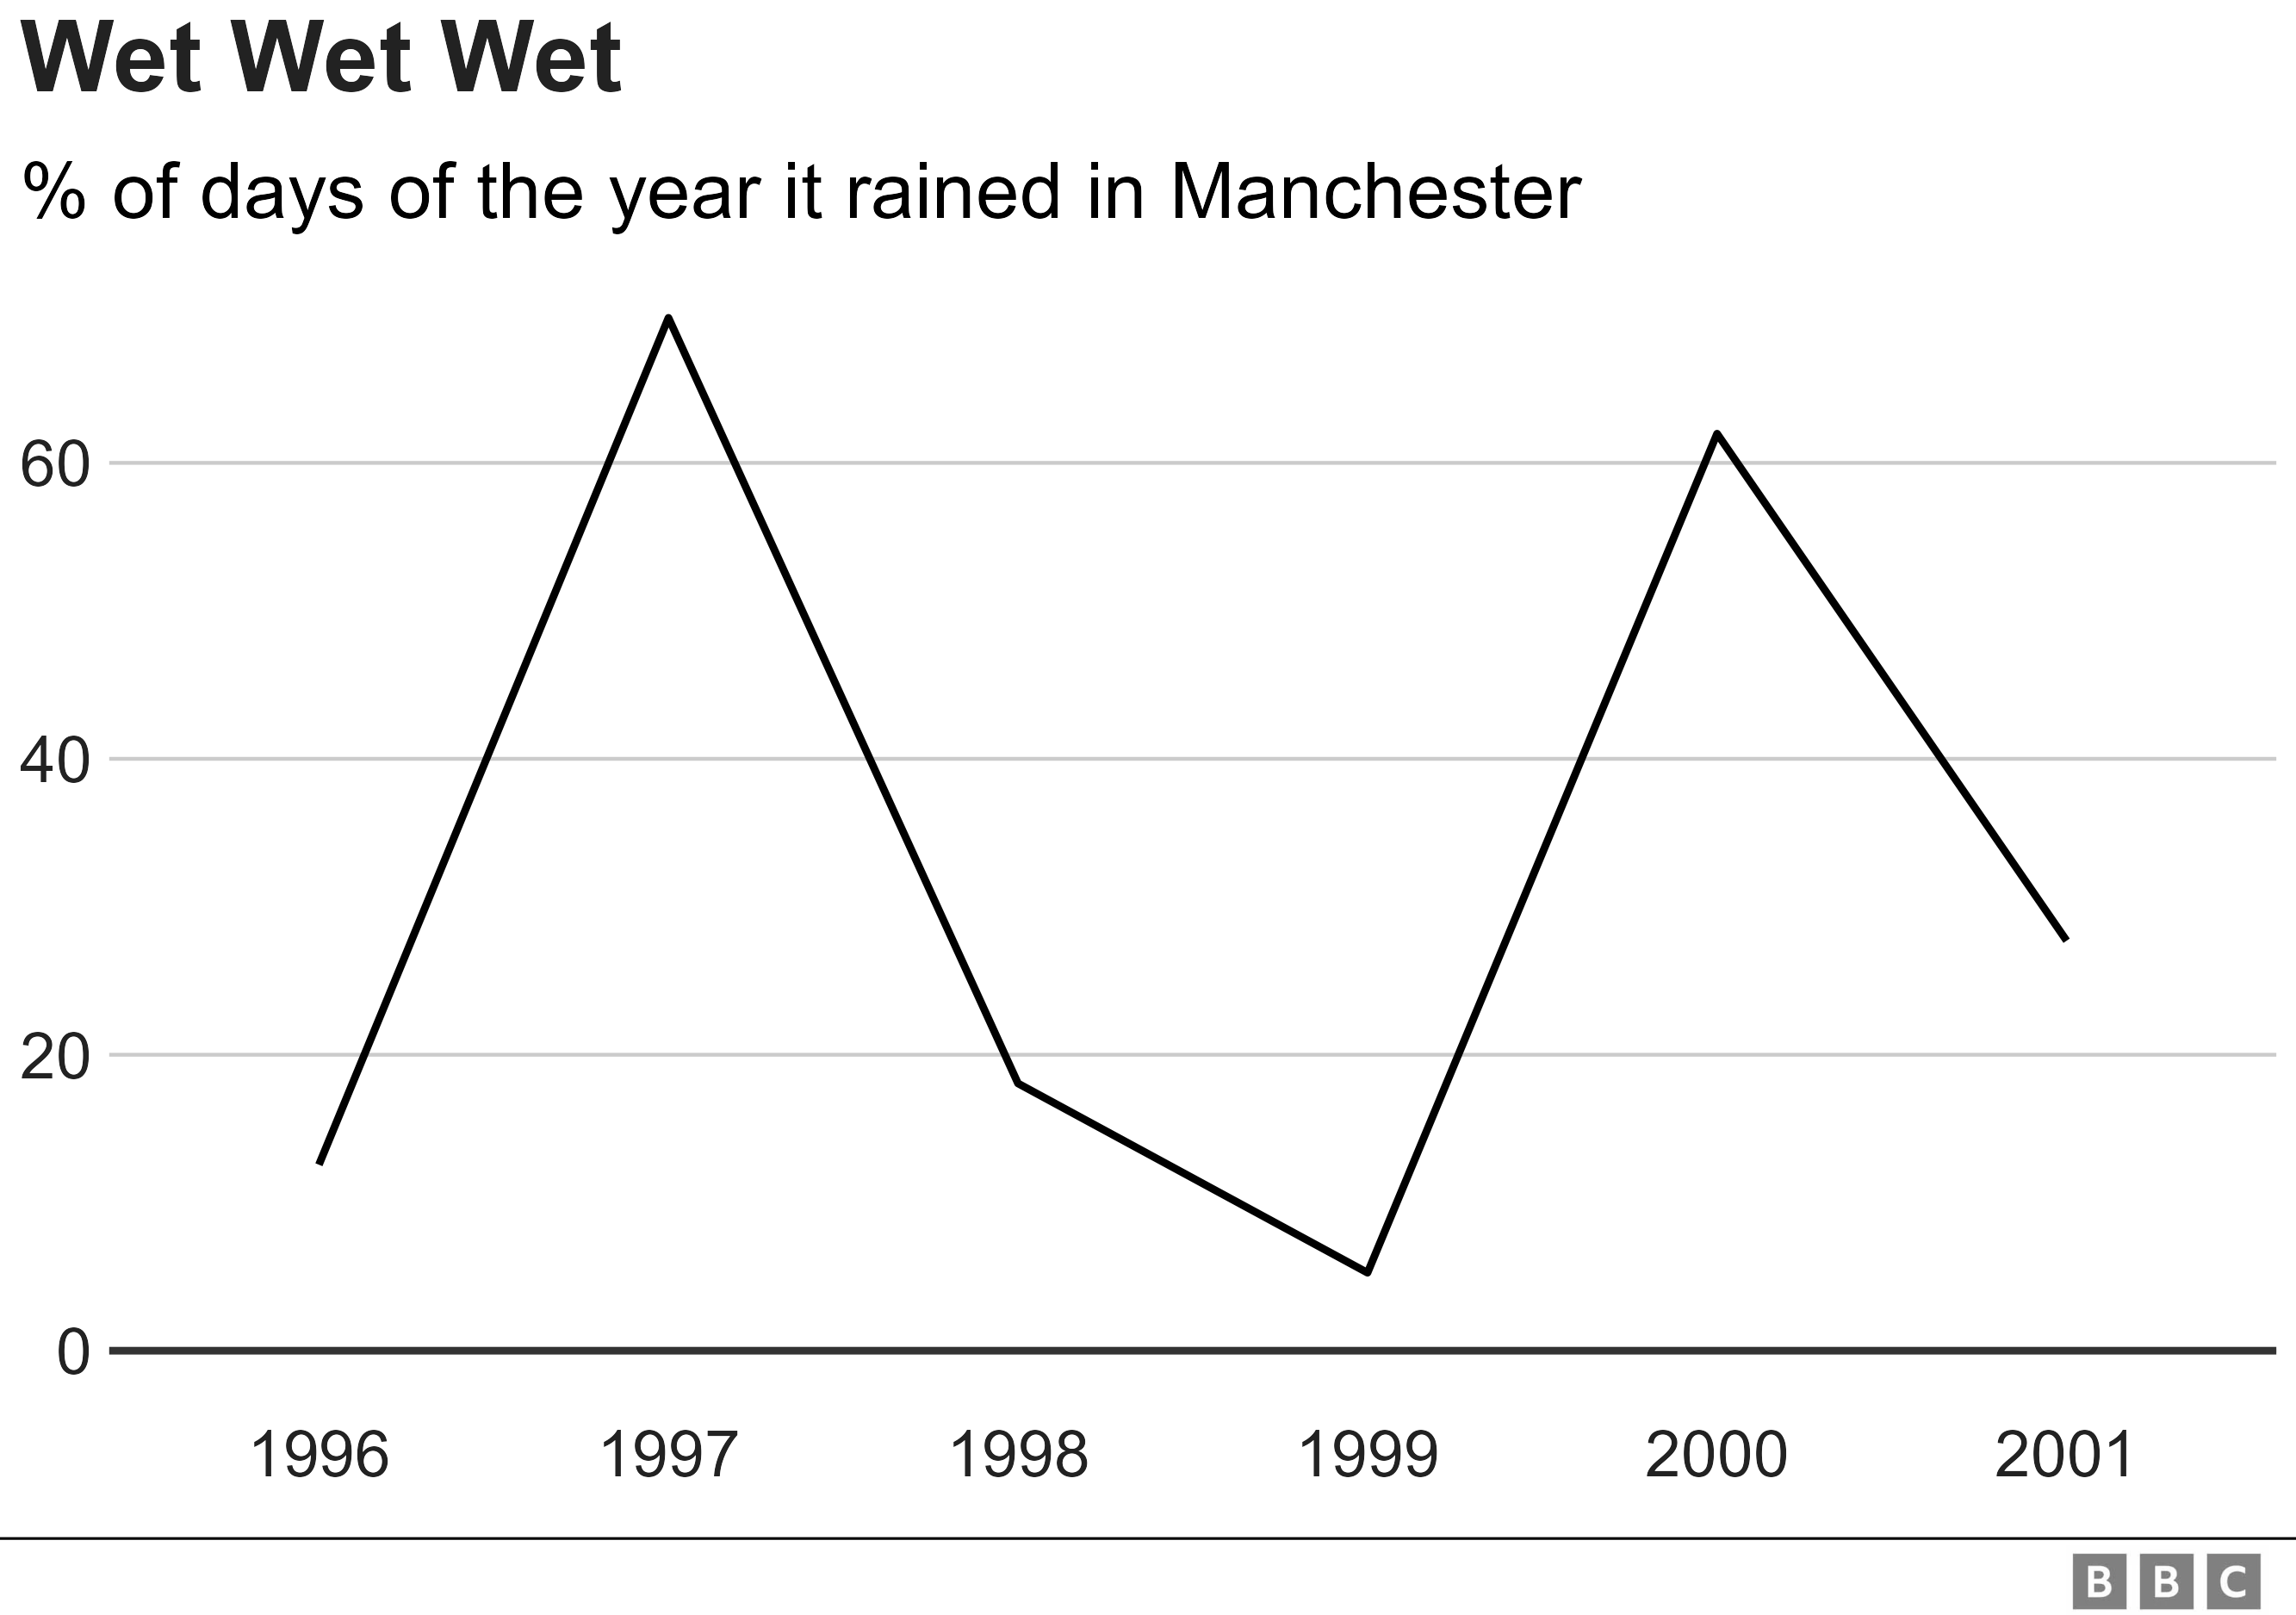 Wet Wet Wet
% of days of the year it rained in Manchester
60
40
20
0
1996 1997 1998 1999 2000 2001
BBC